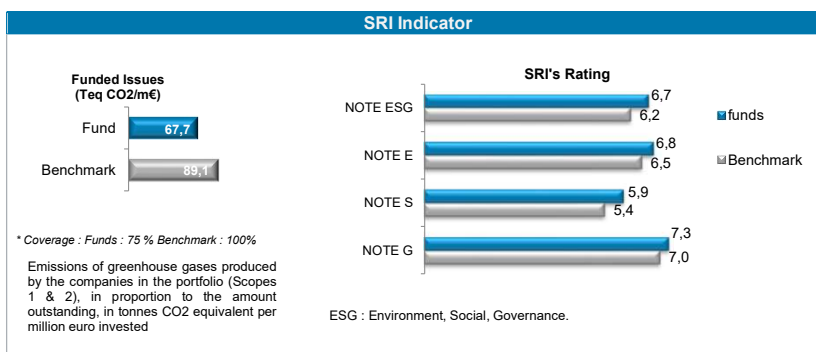 SRI Indicator
Funded Issues
(Teq CO2/m€)
Fund
67,7
Benchmark
89,1
* Coverage : Funds : 75 % Benchmark : 100%
Emissions of greenhouse gases produced
by the companies in the portfolio (Scopes
1 & 2), in proportion to the amount
outstanding, in tonnes CO2 equivalent per
million euro invested
SRI's Rating
NOTE ESG
6,7
6,2
NOTE E
6,8
6,5
NOTE S
5,9
5,4
NOTE G
7,3
7,0
funds
Benchmark
ESG : Environment, Social, Governance.